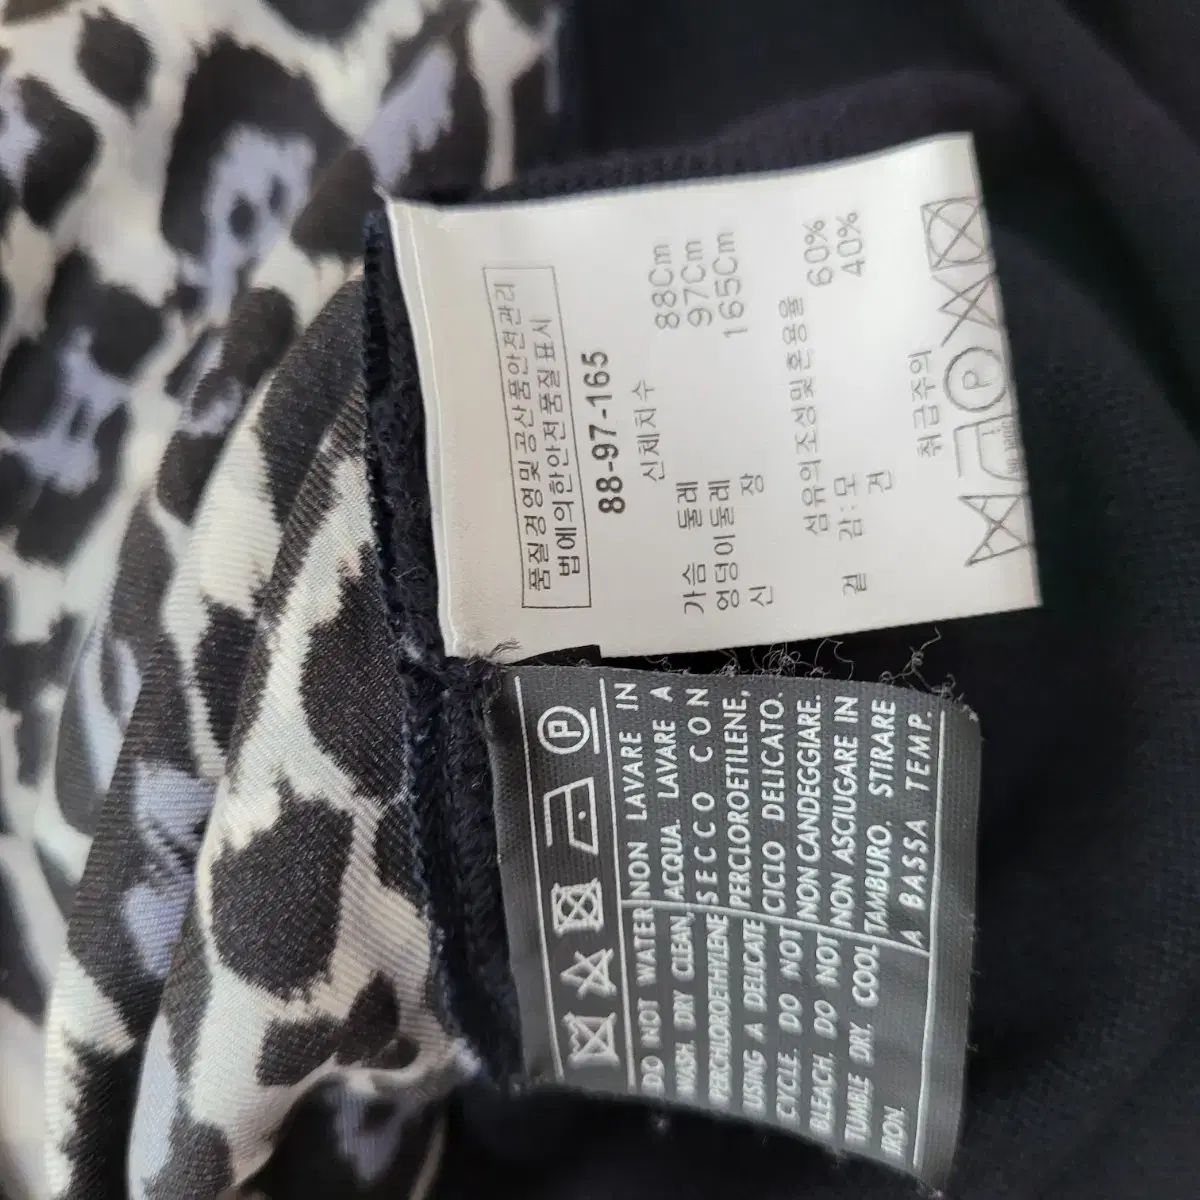 품질경영및 공산품안전관리
법에의한안전 품질 표시
88-97-165
신체치수
가슴 둘레 88Cm
엉덩이둘레 97Cm
신 장 165Cm
섬유의조성및혼용율
겉 감:모 60%
견 40%
취급주의
P
P
NON LAVARE IN
ACQUA. LAVARE A
SECCO CON
PERCLOROETILENE,
CICLO DELICATO.
NON CANDEGGIARE.
NON ASCIUGARE IN
TAMBURO. STIRARE
A BASSA TEMP.
DO NOT WATER
WASH. DRY CLEAN,
PERCHLOROETHYLENE
USING A DELICATE
CYCLE. DO NOT
BLEACH. DO NOT
TUMBLE DRY. COOL
IRON.